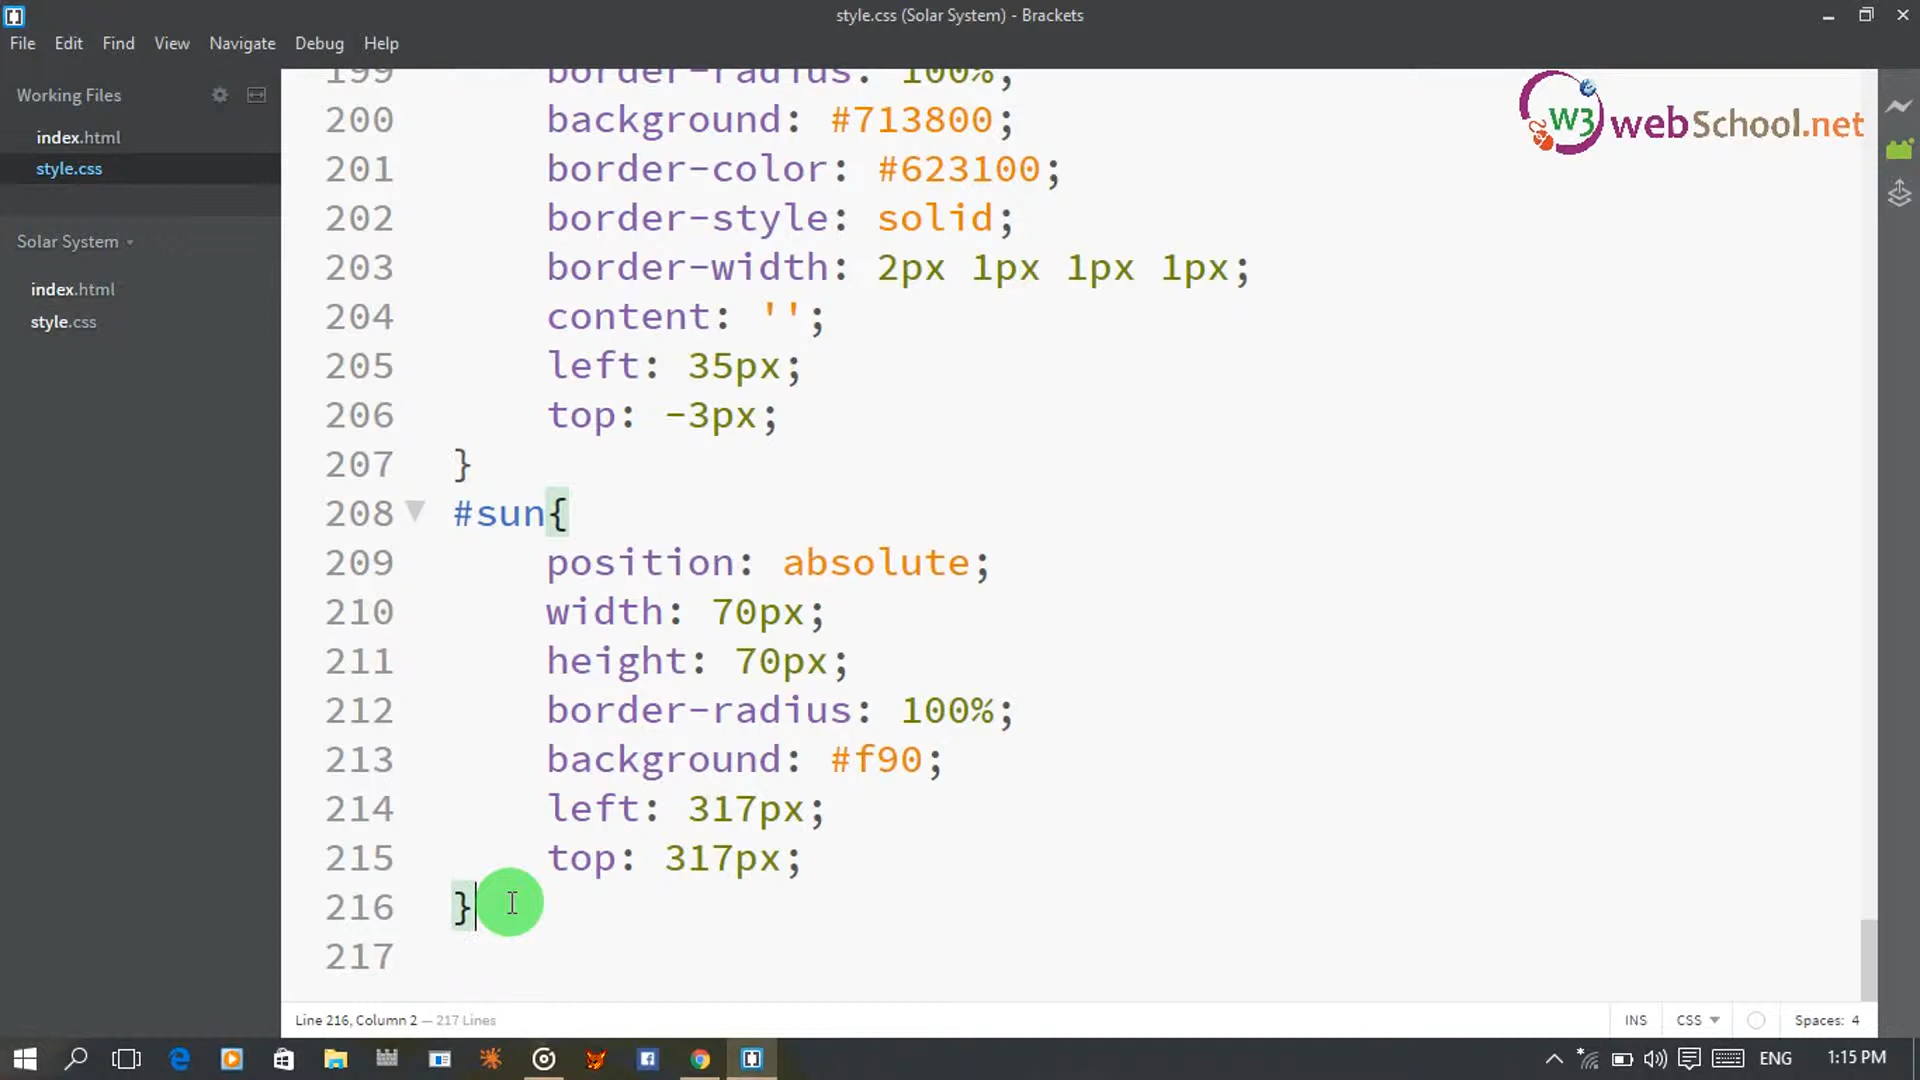 style.css (Solar System) - Brackets
File Edit Find View Navigate Debug Help
Working Files
index.html
style.css
Solar System
index.html
style.css
199 border-radius: 100%;
200 background: #713800;
201 border-color: #623100;
202 border-style: solid;
203 border-width: 2px 1px 1px 1px;
204 content: '';
205 left: 35px;
206 top: -3px;
207 }
208 #sun{
209 position: absolute;
210 width: 70px;
211 height: 70px;
212 border-radius: 100%;
213 background: #f90;
214 left: 317px;
215 top: 317px;
216 }
217
W3 webSchool.net
Line 216, Column 2 — 217 Lines
INS CSS Spaces: 4
ENG 1:15 PM